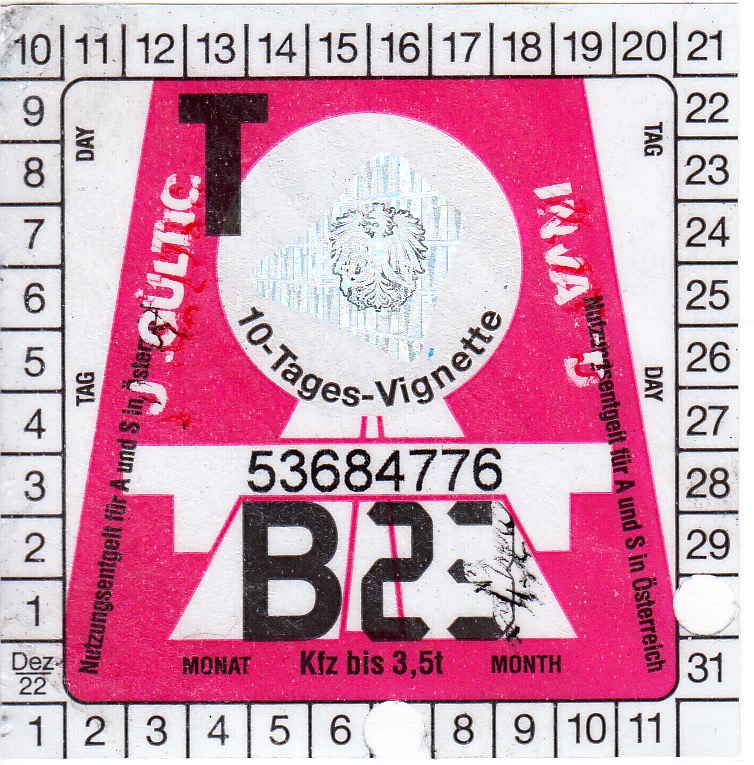 10 11 12 13 14 15 16 17 18 19 20 21
9
8
7
6
5
4
3
2
1
Dez
22
DAY
TAG
T
TAG
DAY
22
23
24
25
26
27
28
29
31
10-Tages-Vignette
53684776
B23
MONAT Kfz bis 3,5t MONTH
Nutzungsentgelt für A und S in Österreich
Nutzungsentgelt für A und S in Österreich
1 2 3 4 5 6 8 9 10 11